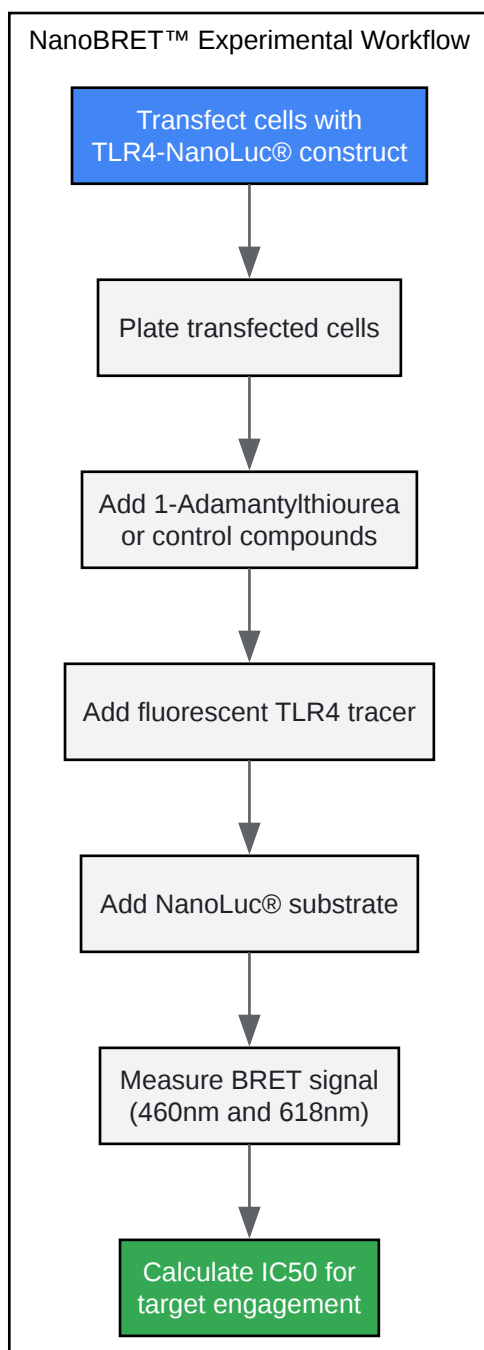 NanoBRET™ Experimental Workflow
Transfect cells with
TLR4-NanoLuc® construct
Plate transfected cells
Add 1-Adamantylthiourea
or control compounds
Add fluorescent TLR4 tracer
Add NanoLuc® substrate
Measure BRET signal
(460nm and 618nm)
Calculate IC50 for
target engagement